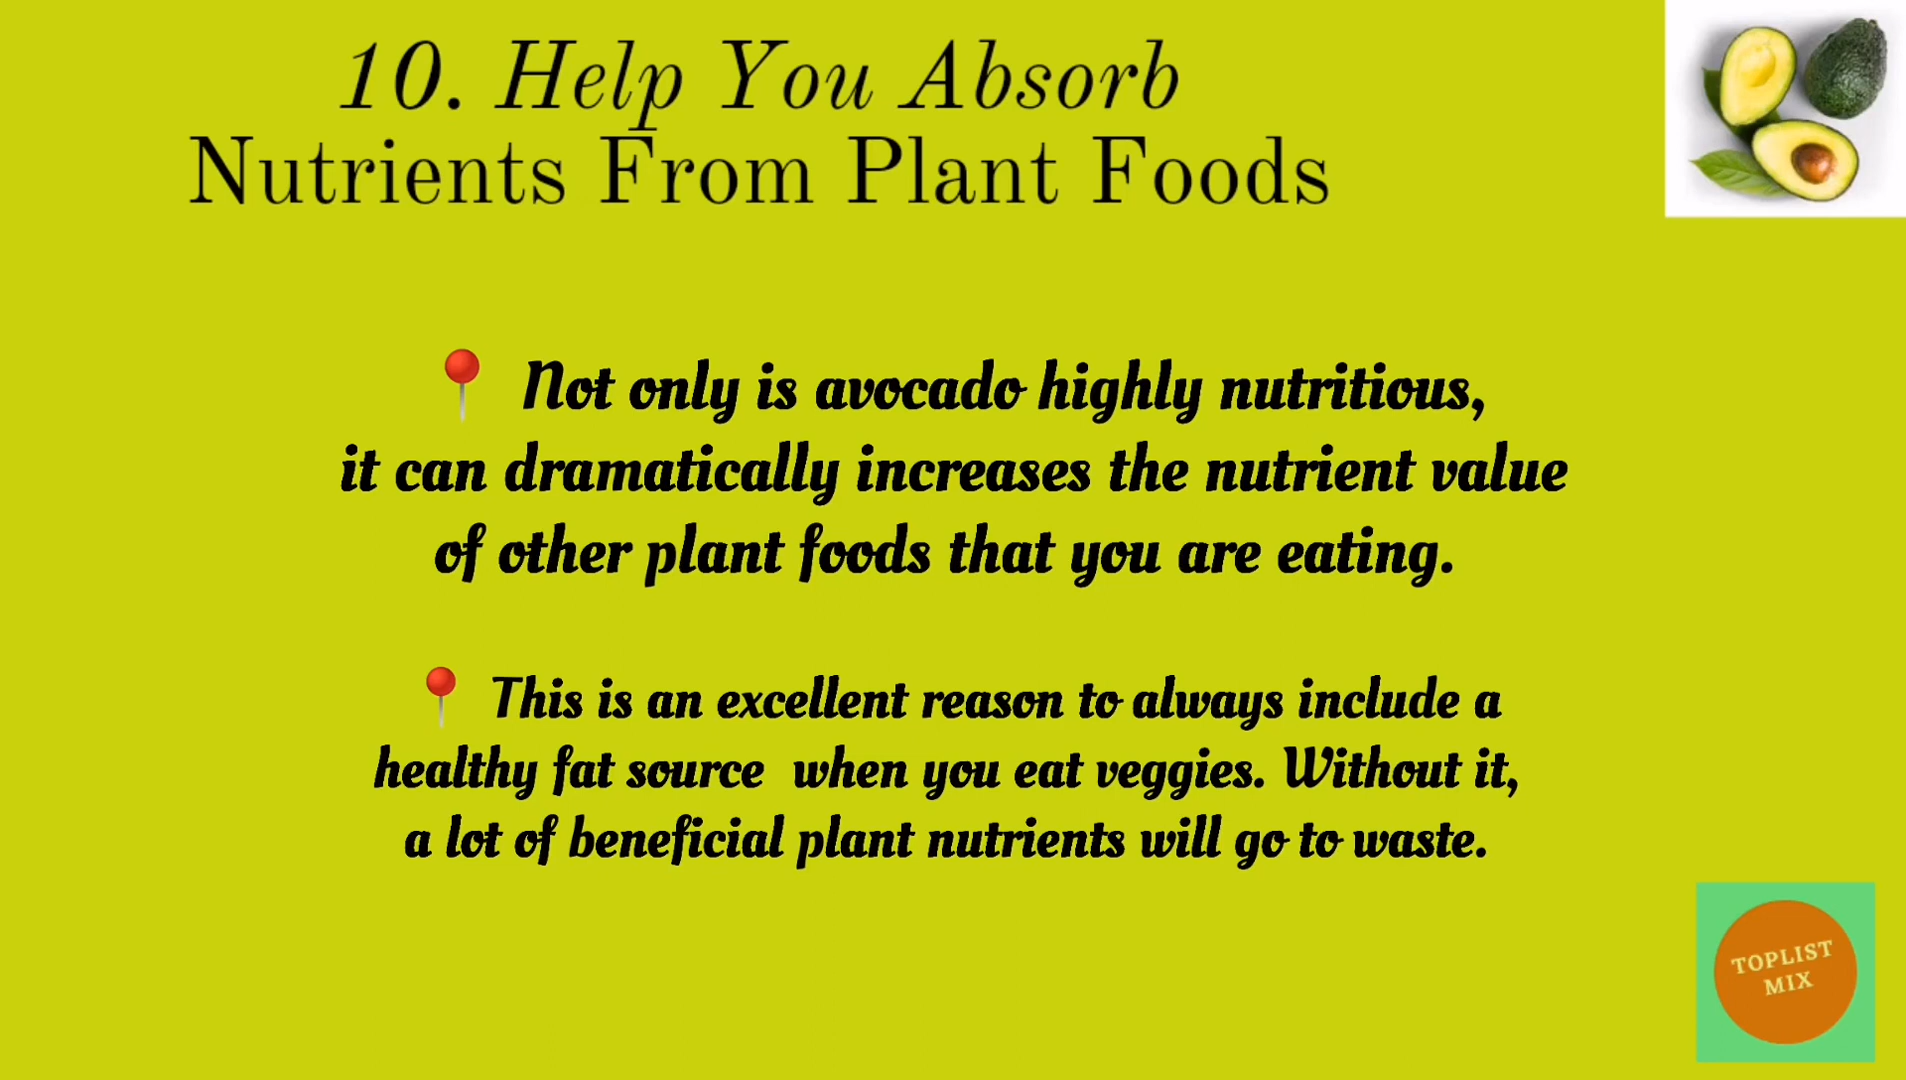 10. Help You Absorb
Nutrients From Plant Foods
📍 Not only is avocado highly nutritious,
it can dramatically increases the nutrient value
of other plant foods that you are eating.
📍 This is an excellent reason to always include a
healthy fat source when you eat veggies. Without it,
a lot of beneficial plant nutrients will go to waste.
TOPLIST
MIX